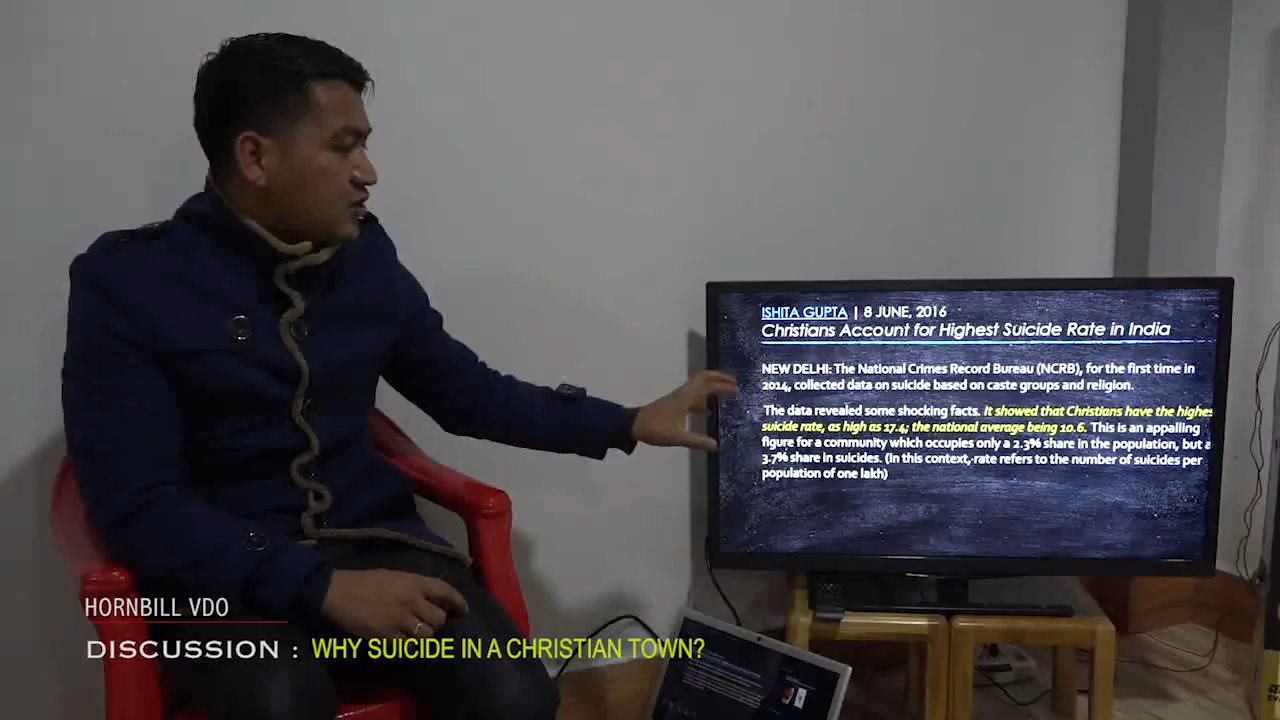 ISHITA GUPTA | 8 JUNE, 2016
Christians Account for Highest Suicide Rate in India
NEW DELHI: The National Crimes Record Bureau (NCRB), for the first time in
2014, collected data on suicide based on caste groups and religion.
The data revealed some shocking facts. It showed that Christians have the highes
suicide rate, as high as 17.4; the national average being 10.6. This is an appalling
figure for a community which occupies only a 2.3% share in the population, but a
3.7% share in suicides. (In this context, rate refers to the number of suicides per
population of one lakh)
HORNBILL VDO
DISCUSSION : WHY SUICIDE IN A CHRISTIAN TOWN?